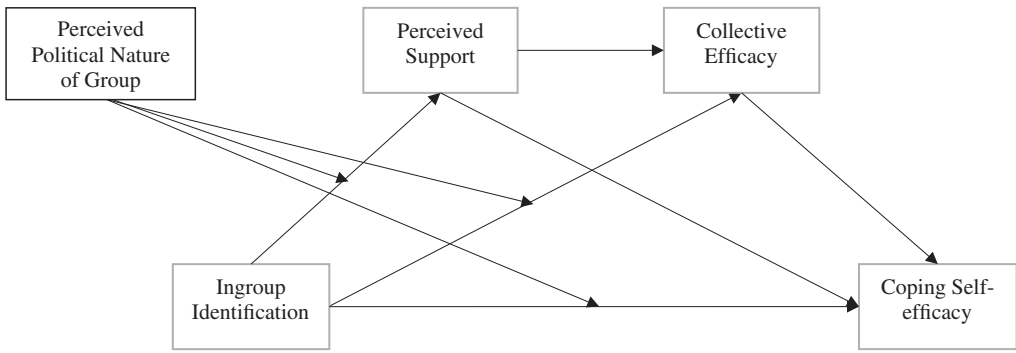 Perceived
Political Nature
of Group
Perceived
Support
Collective
Efficacy
Ingroup
Identification
Coping Self-
efficacy